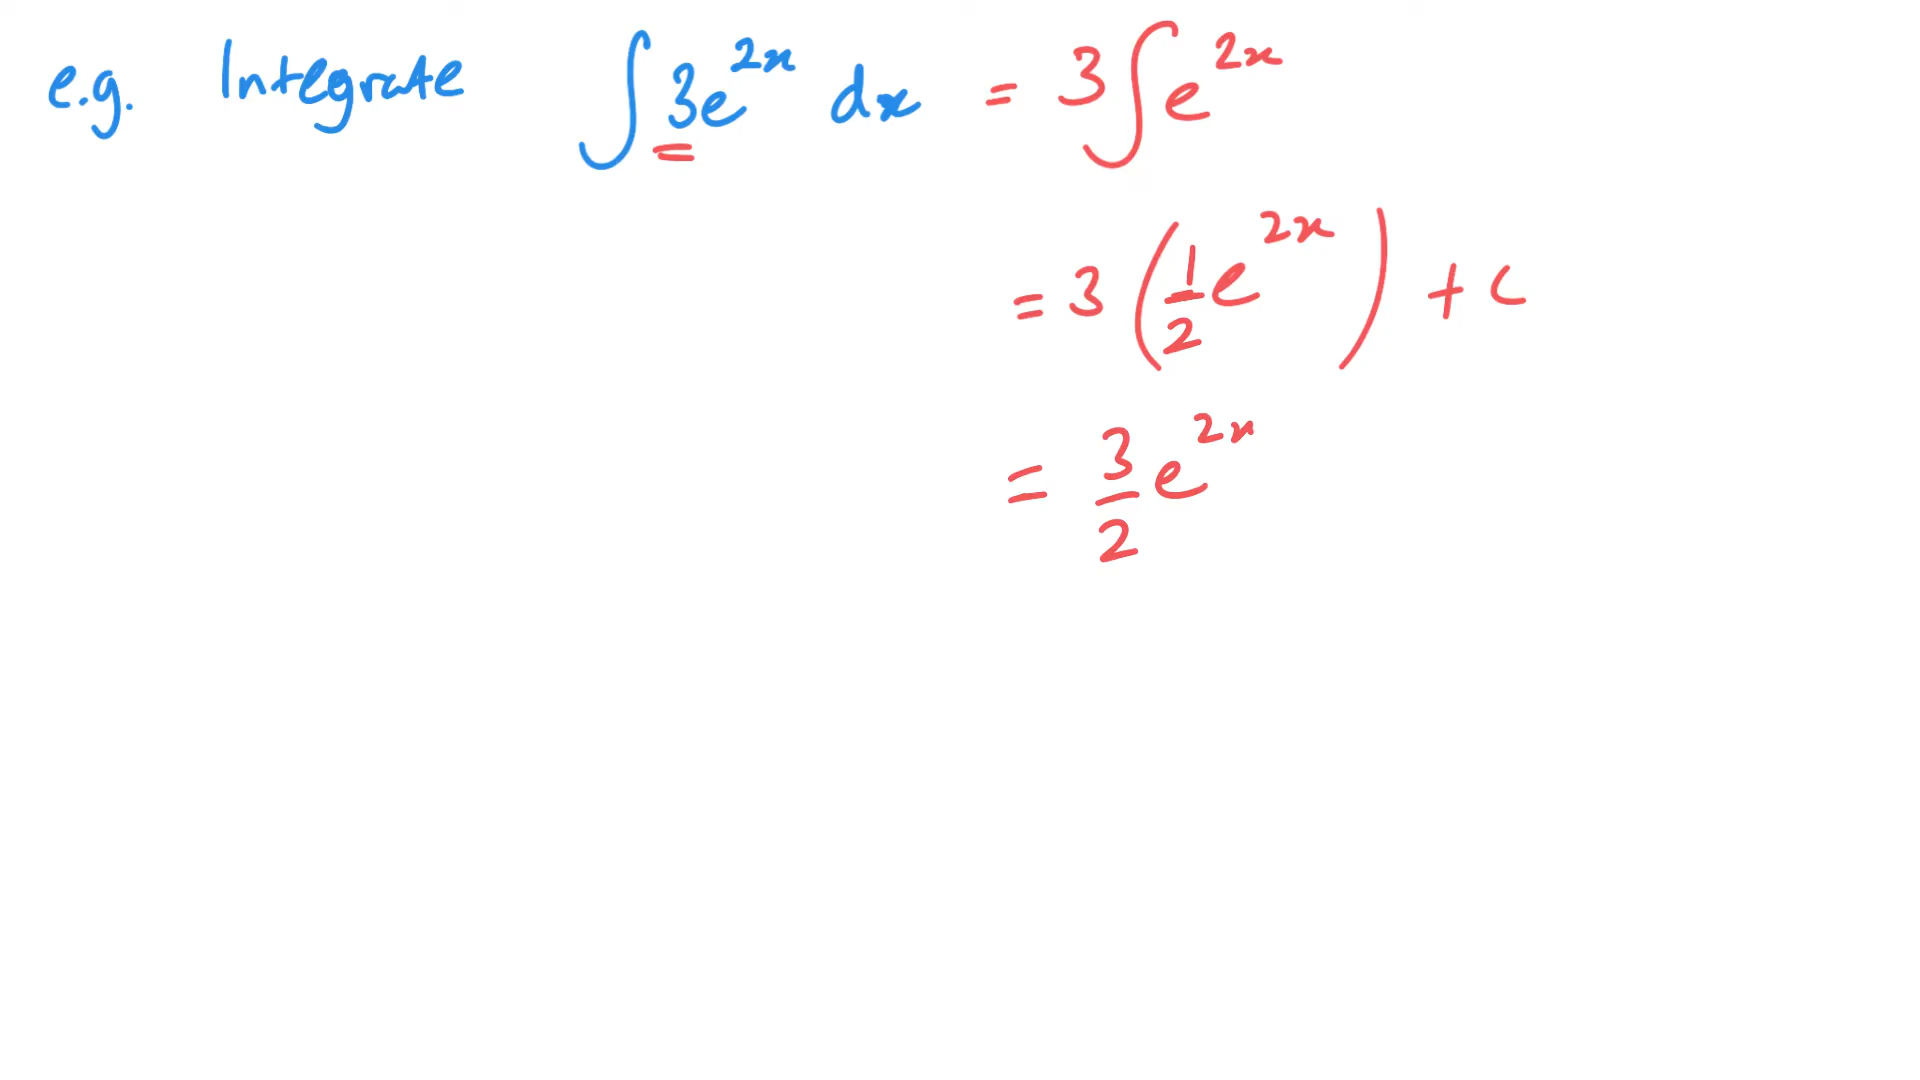 e.g. Integrate ∫ 3e^{2x} dx = 3∫e^{2x}
= 3(1/2 e^{2x}) + c
= 3/2 e^{2x}